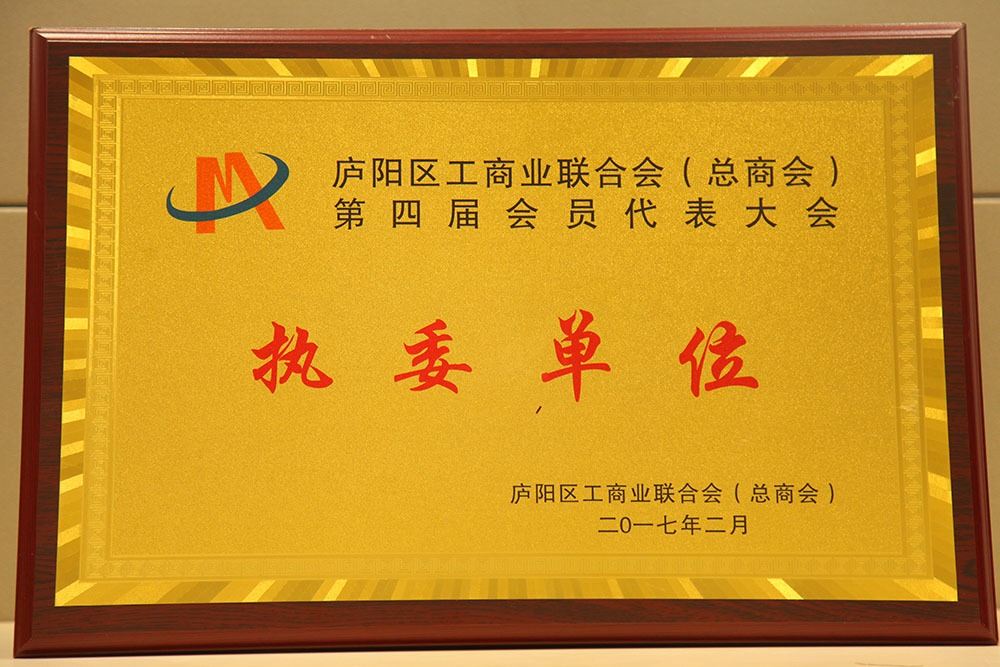 庐阳区工商业联合会（总商会）
第四届会员代表大会
执委单位
庐阳区工商业联合会（总商会）
二0一七年二月